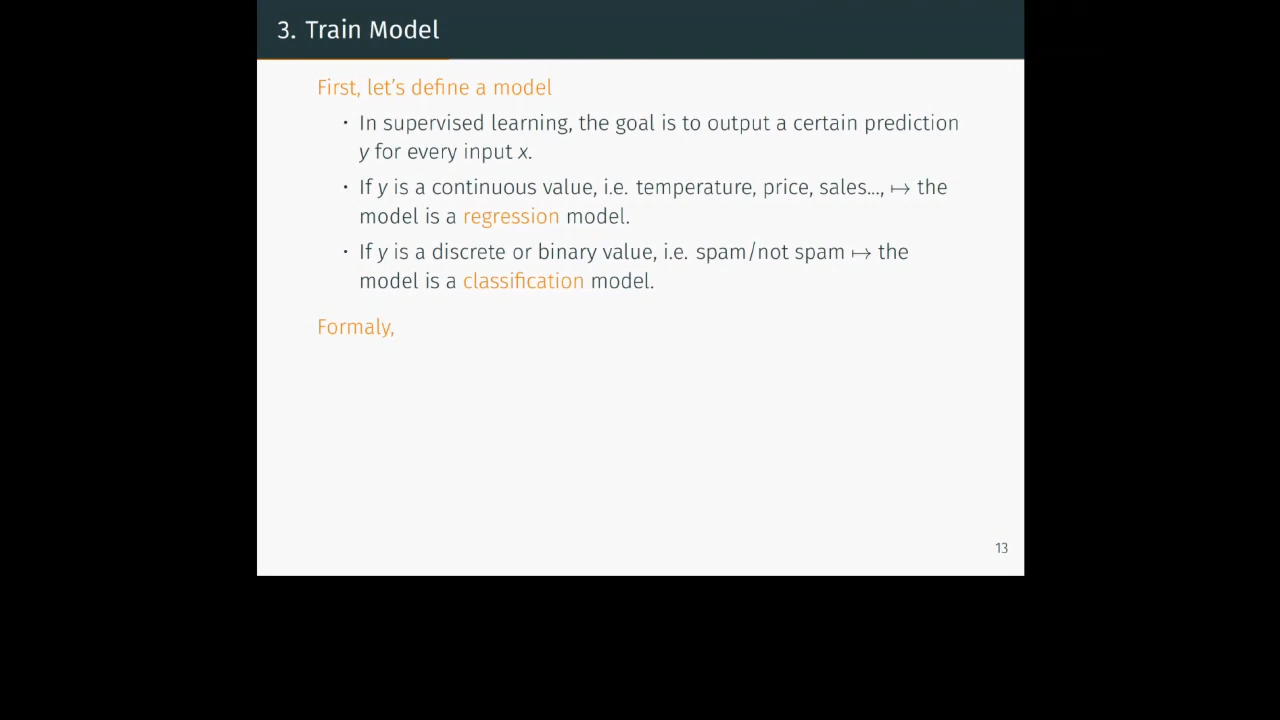 3. Train Model
First, let's define a model
• In supervised learning, the goal is to output a certain prediction
y for every input x.
• If y is a continuous value, i.e. temperature, price, sales..., ↦ the
model is a regression model.
• If y is a discrete or binary value, i.e. spam/not spam ↦ the
model is a classification model.
Formaly,
13